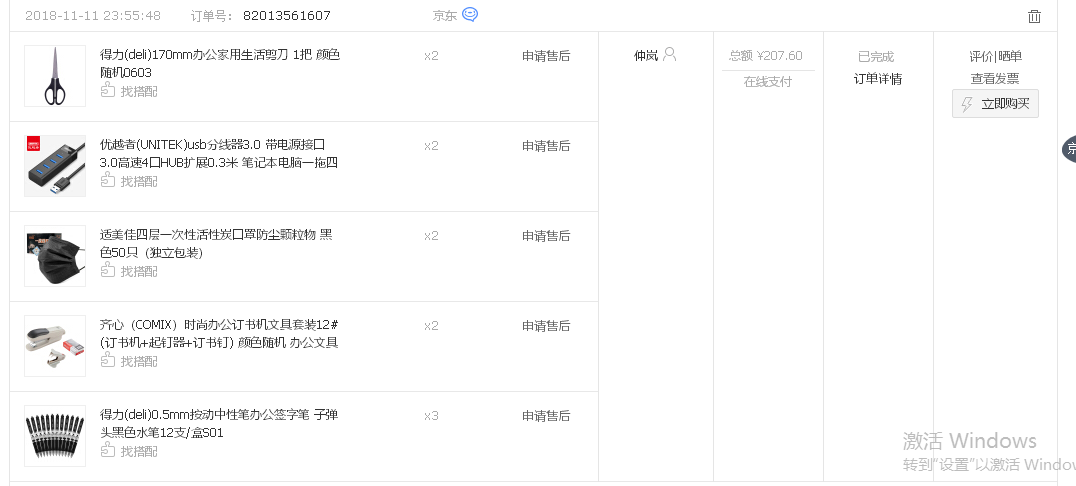 2018-11-11 23:55:48 订单号： 82013561607 京东
得力(deli)170mm办公家用生活剪刀 1把 颜色 x2 申请售后 仲岚 总额 ¥207.60 已完成 评价|晒单
随机0603
找搭配
在线支付 订单详情 查看发票
立即购买
优越者(UNITEK)usb分线器3.0 带电源接口 x2 申请售后
3.0高速4口HUB扩展0.3米 笔记本电脑一拖四
找搭配
京
适美佳四层一次性活性炭口罩防尘颗粒物 黑 x2 申请售后
色50只（独立包装）
找搭配
齐心（COMIX）时尚办公订书机文具套装12# x2 申请售后
(订书机+起钉器+订书钉) 颜色随机 办公文具
找搭配
得力(deli)0.5mm按动中性笔办公签字笔 子弹 x3 申请售后
头黑色水笔12支/盒S01
找搭配
激活 Windows
转到"设置"以激活 Windo